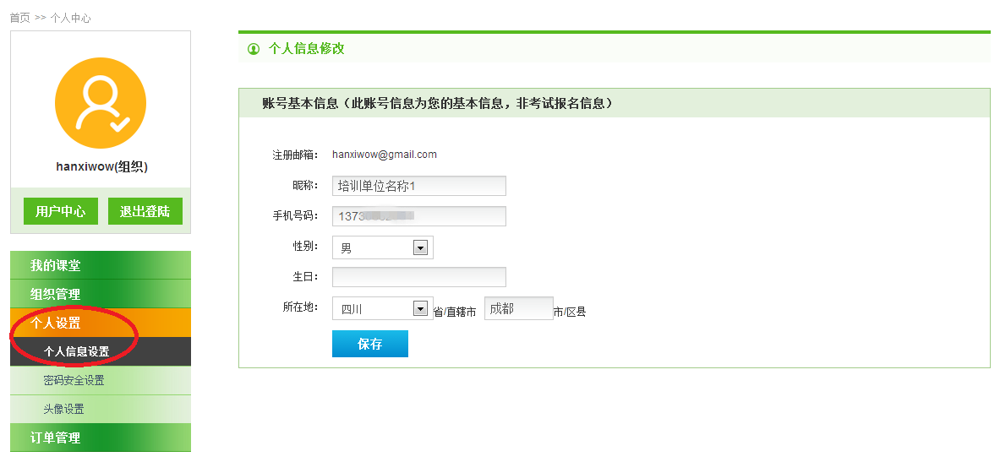 首页 >> 个人中心
hanxiwow(组织)
用户中心 退出登陆
我的课堂
组织管理
个人设置
个人信息设置
密码安全设置
头像设置
订单管理
个人信息修改
账号基本信息（此账号信息为您的基本信息，非考试报名信息）
注册邮箱： hanxiwow@gmail.com
昵称： 培训单位名称1
手机号码： 1373
性别： 男
生日：
所在地： 四川 省/直辖市 成都 市/区县
保存